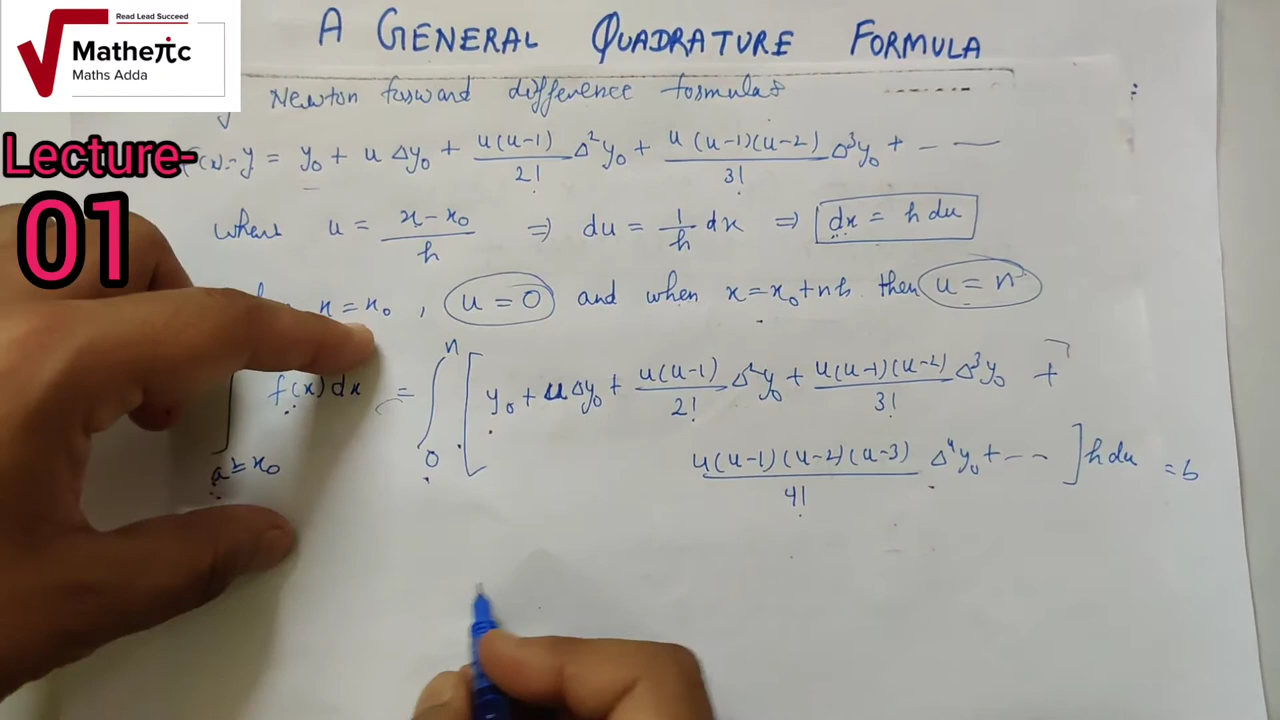 Read Lead Succeed
Matheπc
Maths Adda
A GENERAL QUADRATURE FORMULA
Lecture-
01
Newton forward difference formulas
f(x) = y = y₀ + u Δy₀ + u(u-1)/2! Δ²y₀ + u(u-1)(u-2)/3! Δ³y₀ + - —
where u = x-x₀/h ⇒ du = 1/h dx ⇒ dx = h du
x = x₀, u = 0 and when x = x₀+nh then u = n
∫ f(x) dx = ∫₀ⁿ [ y₀ + u Δy₀ + u(u-1)/2! Δ²y₀ + u(u-1)(u-2)/3! Δ³y₀ +
a = x₀
u(u-1)(u-2)(u-3)/4! Δ⁴y₀ + - - ] h du